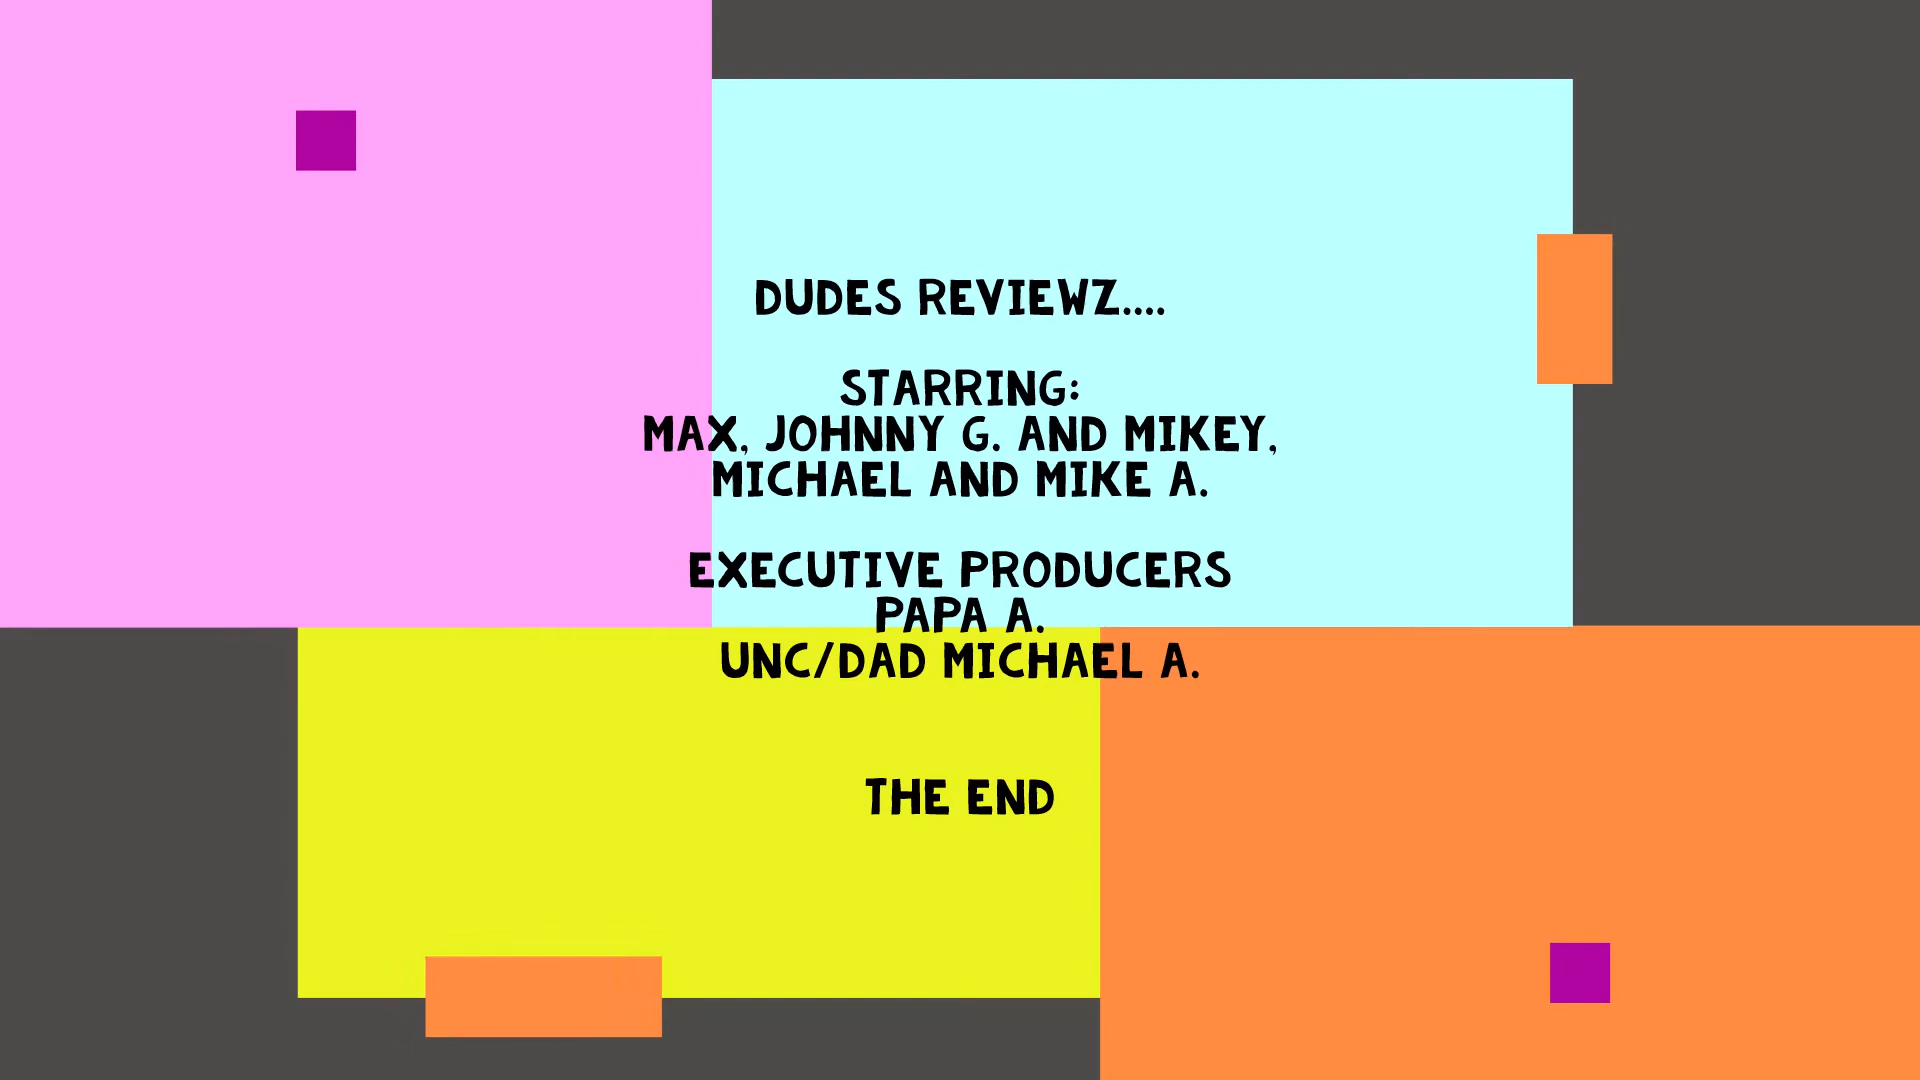 DUDES REVIEWZ....
STARRING:
MAX, JOHNNY G. AND MIKEY,
MICHAEL AND MIKE A.
EXECUTIVE PRODUCERS
PAPA A.
UNC/DAD MICHAEL A.
THE END